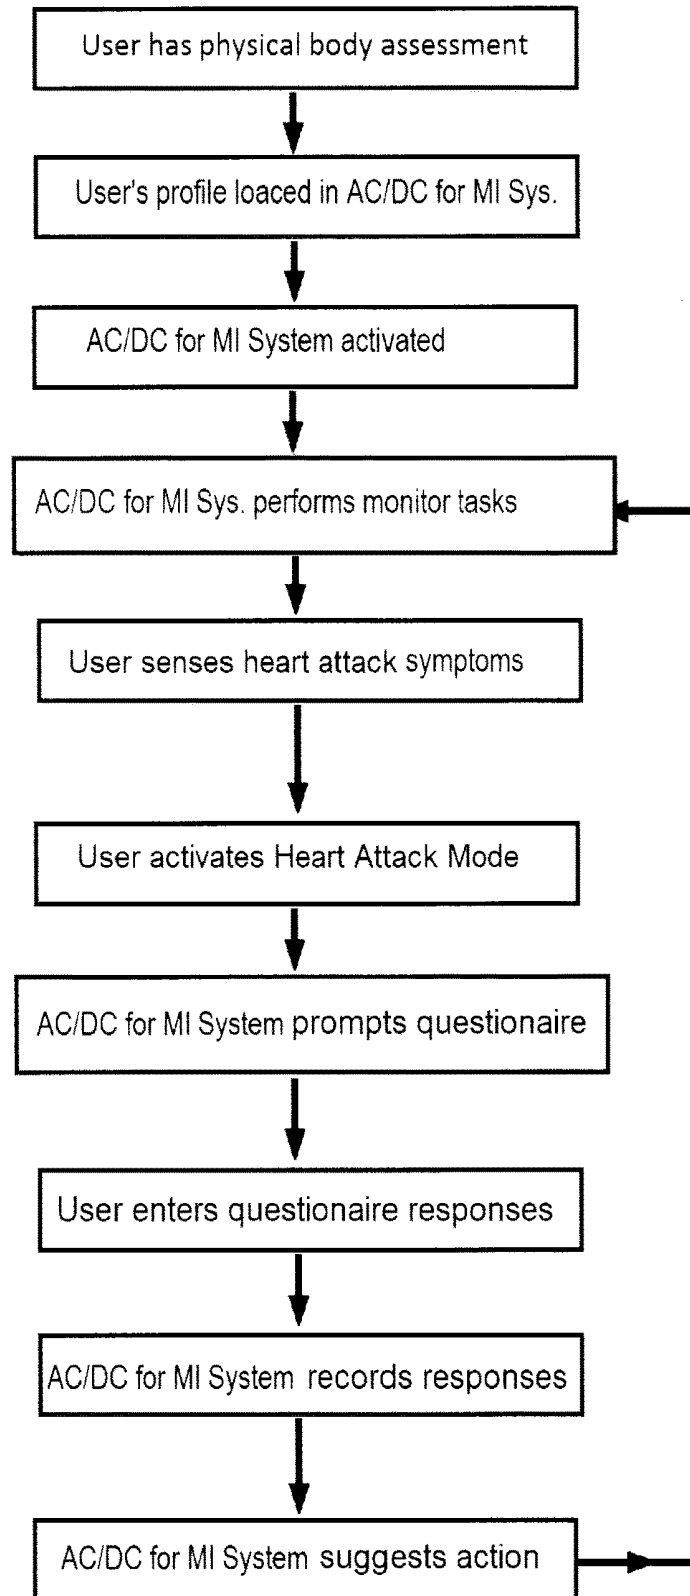 User has physical body assessment
User's profile loaced in AC/DC for MI Sys.
AC/DC for MI System activated
AC/DC for MI Sys. performs monitor tasks
User senses heart attack symptoms
User activates Heart Attack Mode
AC/DC for MI System prompts questionaire
User enters questionaire responses
AC/DC for MI System records responses
AC/DC for MI System suggests action